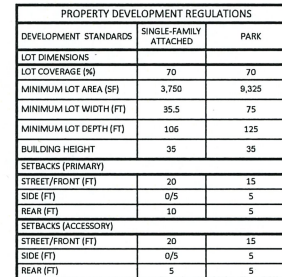 PROPERTY DEVELOPMENT REGULATIONS
DEVELOPMENT STANDARDS SINGLE-FAMILY ATTACHED PARK
LOT DIMENSIONS
LOT COVERAGE (%) 70 70
MINIMUM LOT AREA (SF) 3,750 9,325
MINIMUM LOT WIDTH (FT) 35.5 75
MINIMUM LOT DEPTH (FT) 106 125
BUILDING HEIGHT 35 35
SETBACKS (PRIMARY)
STREET/FRONT (FT) 20 15
SIDE (FT) 0/5 5
REAR (FT) 10 5
SETBACKS (ACCESSORY)
STREET/FRONT (FT) 20 15
SIDE (FT) 0/5 5
REAR (FT) 5 5